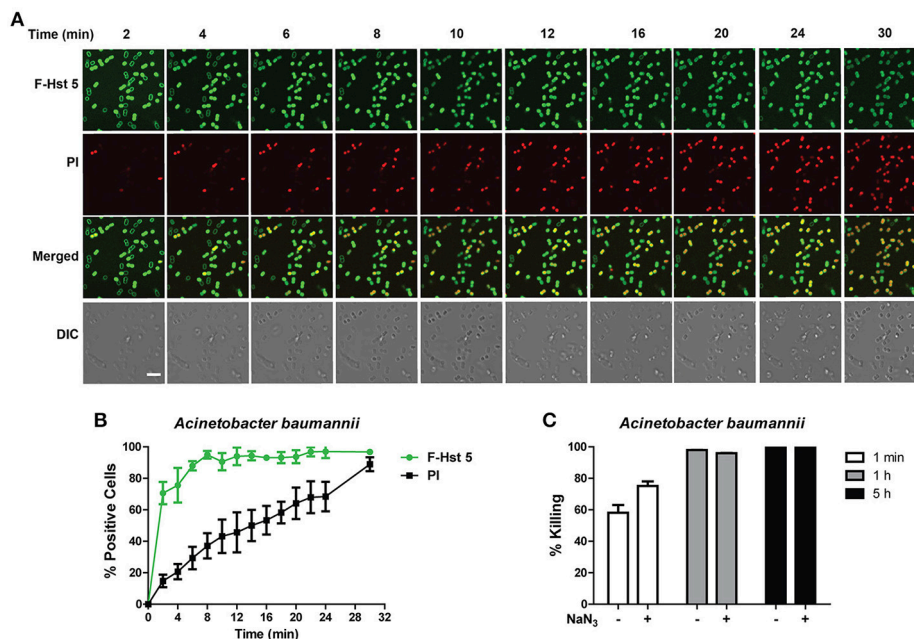 A
Time (min) 2 4 6 8 10 12 16 20 24 30
F-Hst 5
PI
Merged
DIC
B
Acinetobacter baumannii
% Positive Cells
100
80
60
40
20
0
0 4 8 12 16 20 24 28 32
Time (min)
F-Hst 5
PI
C
Acinetobacter baumannii
% Killing
100
80
60
40
20
0
NaN₃ - + - + - +
1 min
1 h
5 h